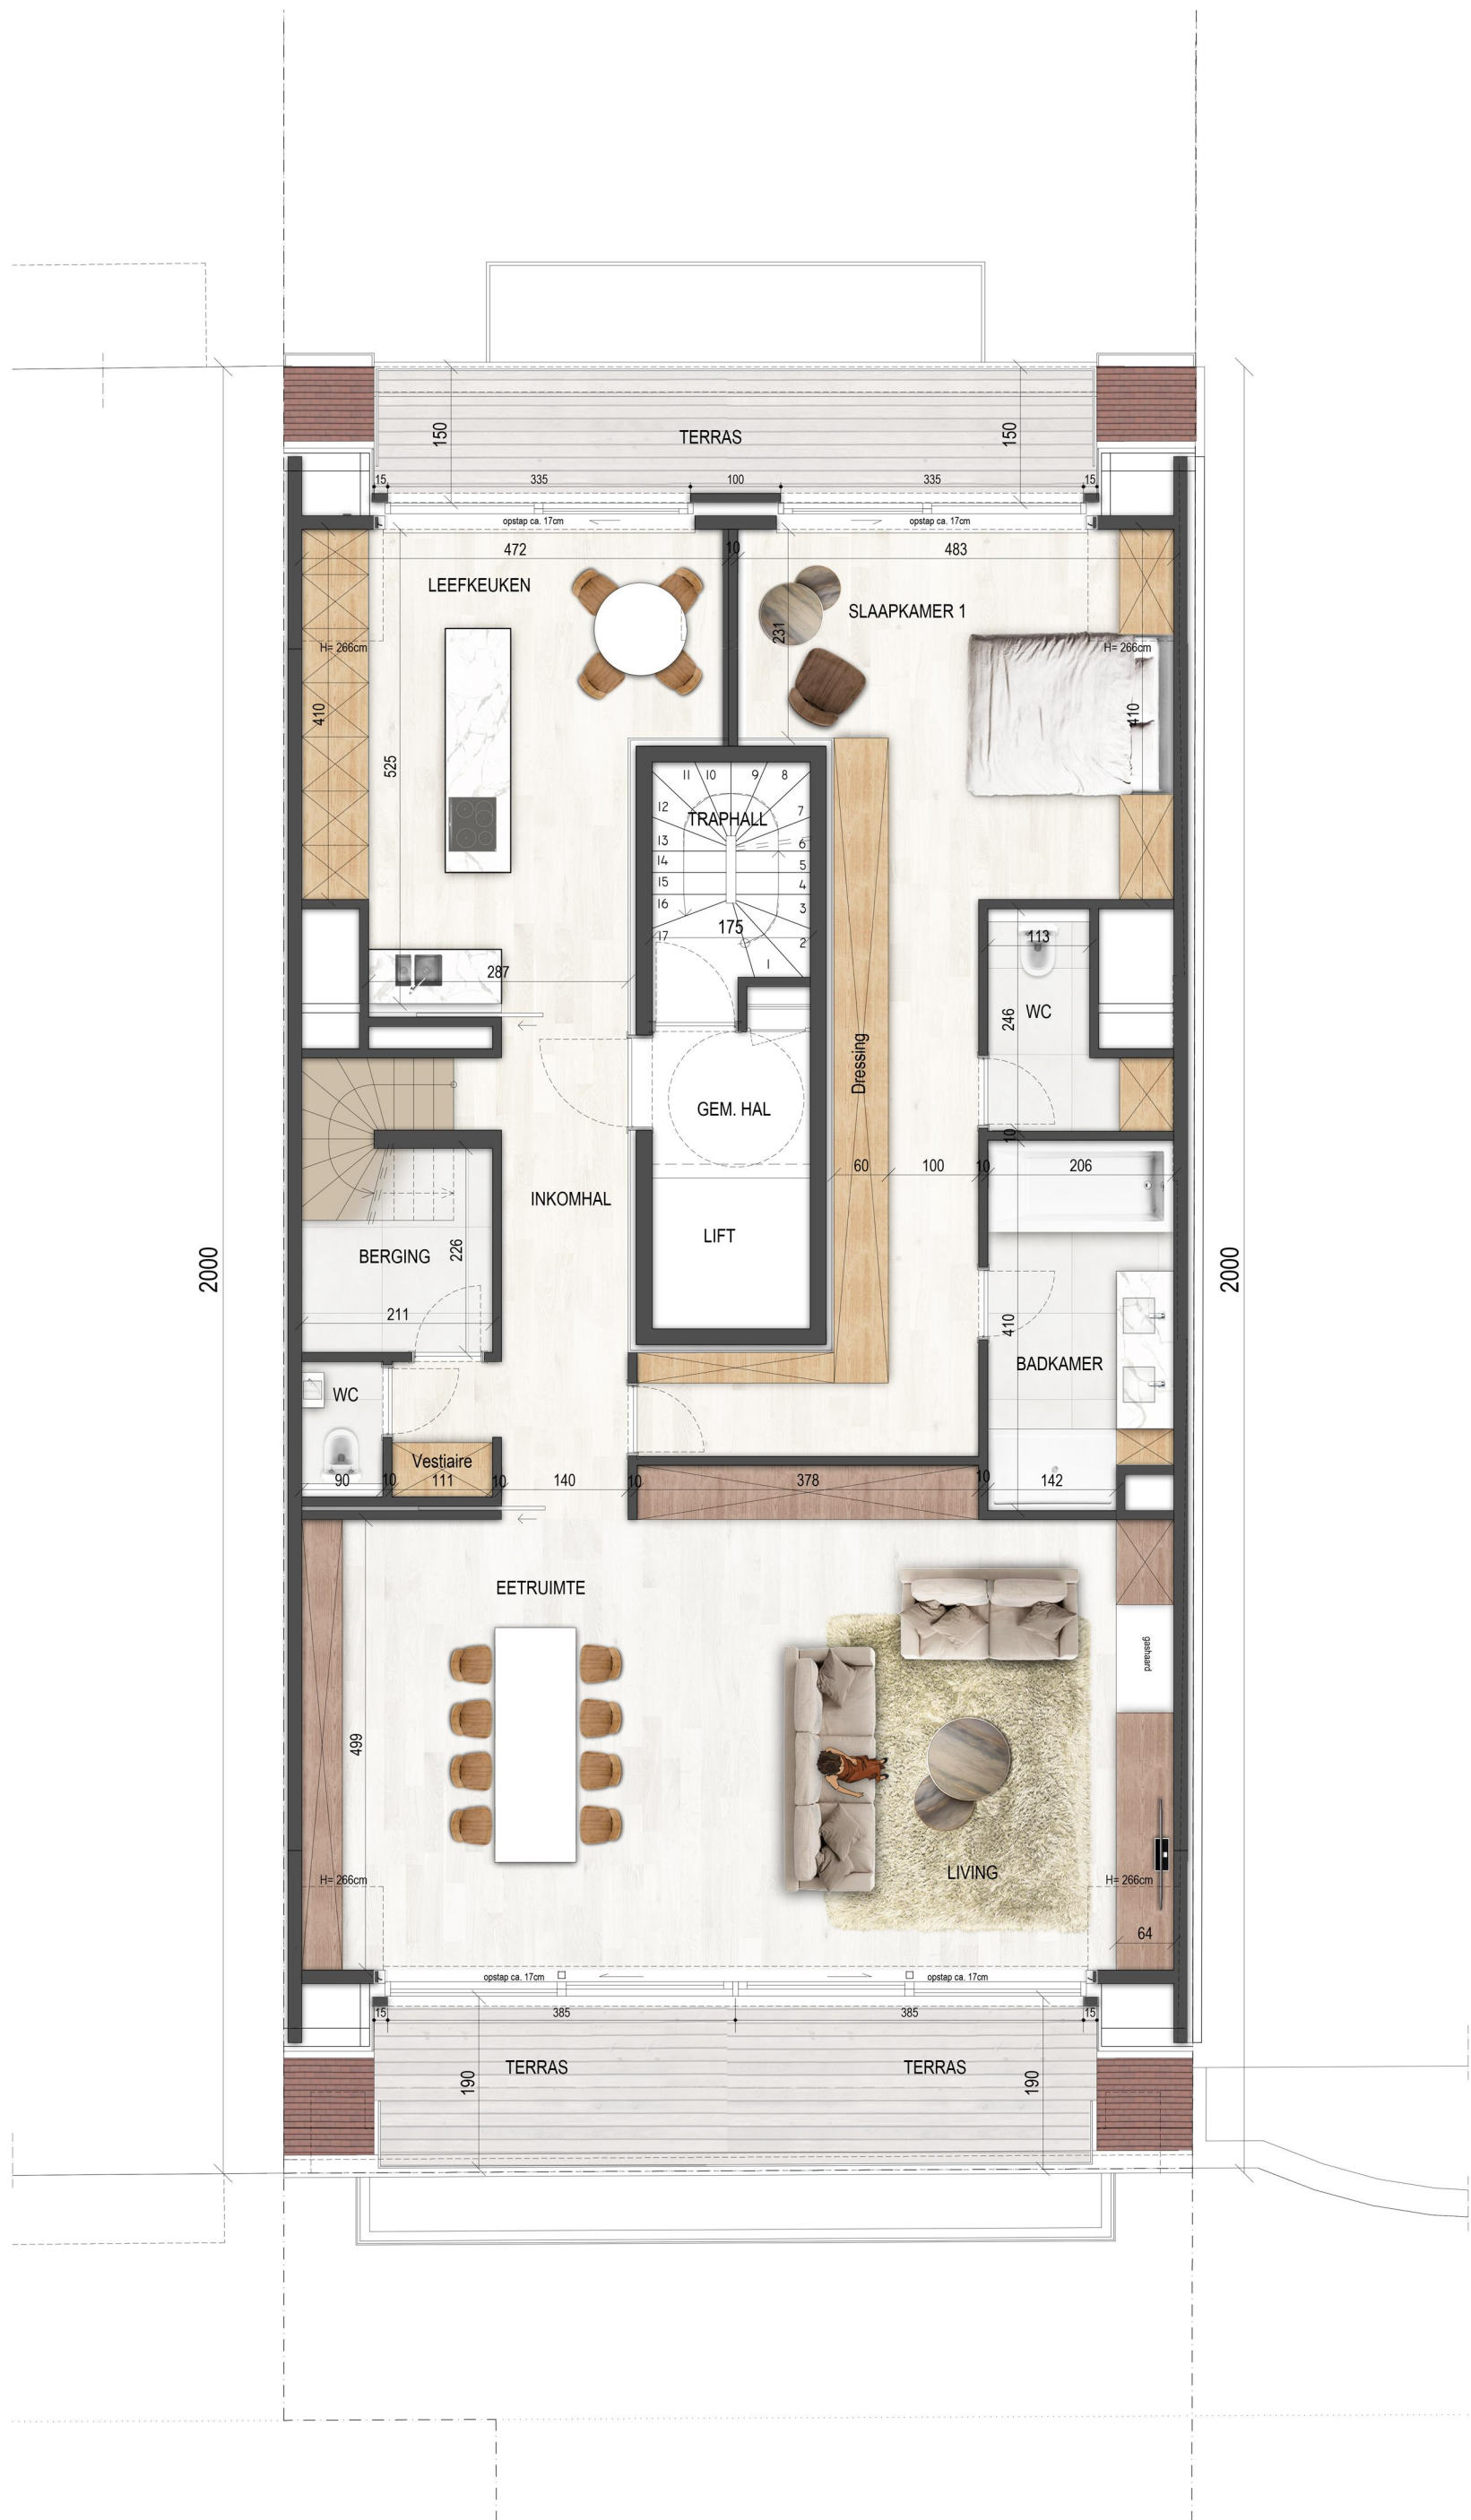 TERRAS
150
150
15
335
100
335
15
opstap ca. 17cm
opstap ca. 17cm
472
10
483
LEEFKEUKEN
SLAAPKAMER 1
231
H= 266cm
H= 266cm
410
410
525
11
10
9
8
12
7
TRAPHALL
13
6
14
5
15
4
16
3
175
17
2
1
113
287
WC
246
Dressing
GEM. HAL
10
60
100
10
206
INKOMHAL
LIFT
BERGING
226
2000
2000
211
410
BADKAMER
WC
Vestiaire
90
10
111
10
140
10
378
10
142
EETRUIMTE
gashaard
499
LIVING
H= 266cm
H= 266cm
64
opstap ca. 17cm
opstap ca. 17cm
15
385
385
15
TERRAS
TERRAS
190
190